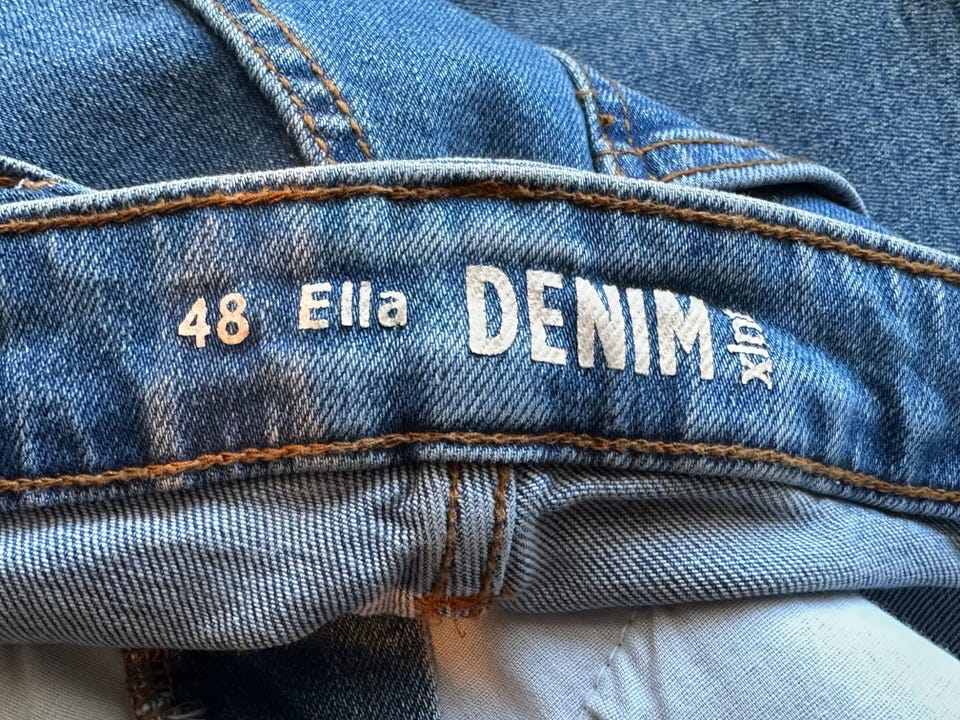 48 Ella DENIM
xlnt